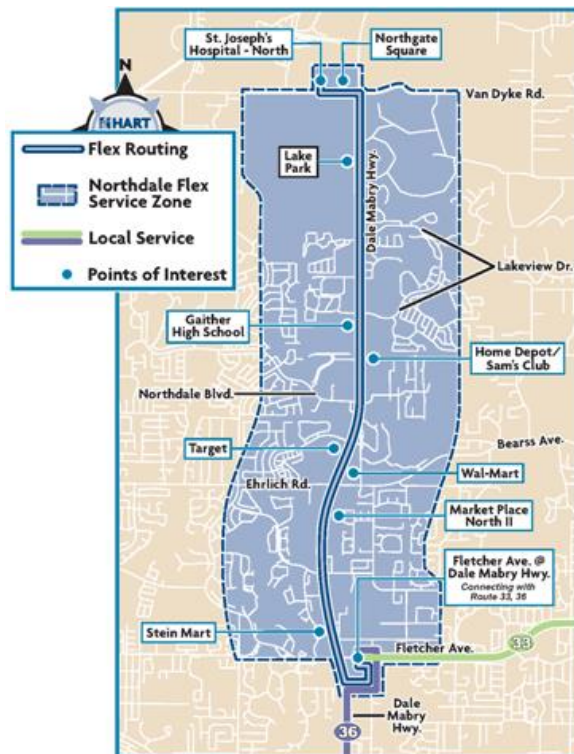 St. Joseph's
Hospital - North
Northgate
Square
N
HART
Van Dyke Rd.
Flex Routing
Northdale Flex
Service Zone
Local Service
Points of Interest
Lake
Park
Dale Mabry Hwy.
Lakeview Dr.
Gaither
High School
Home Depot/
Sam's Club
Northdale Blvd.
Target
Bearss Ave.
Wal-Mart
Ehrlich Rd.
Market Place
North II
Fletcher Ave. @
Dale Mabry Hwy.
Connecting with
Route 33, 36
Stein Mart
Fletcher Ave.
33
Dale
Mabry
Hwy.
36